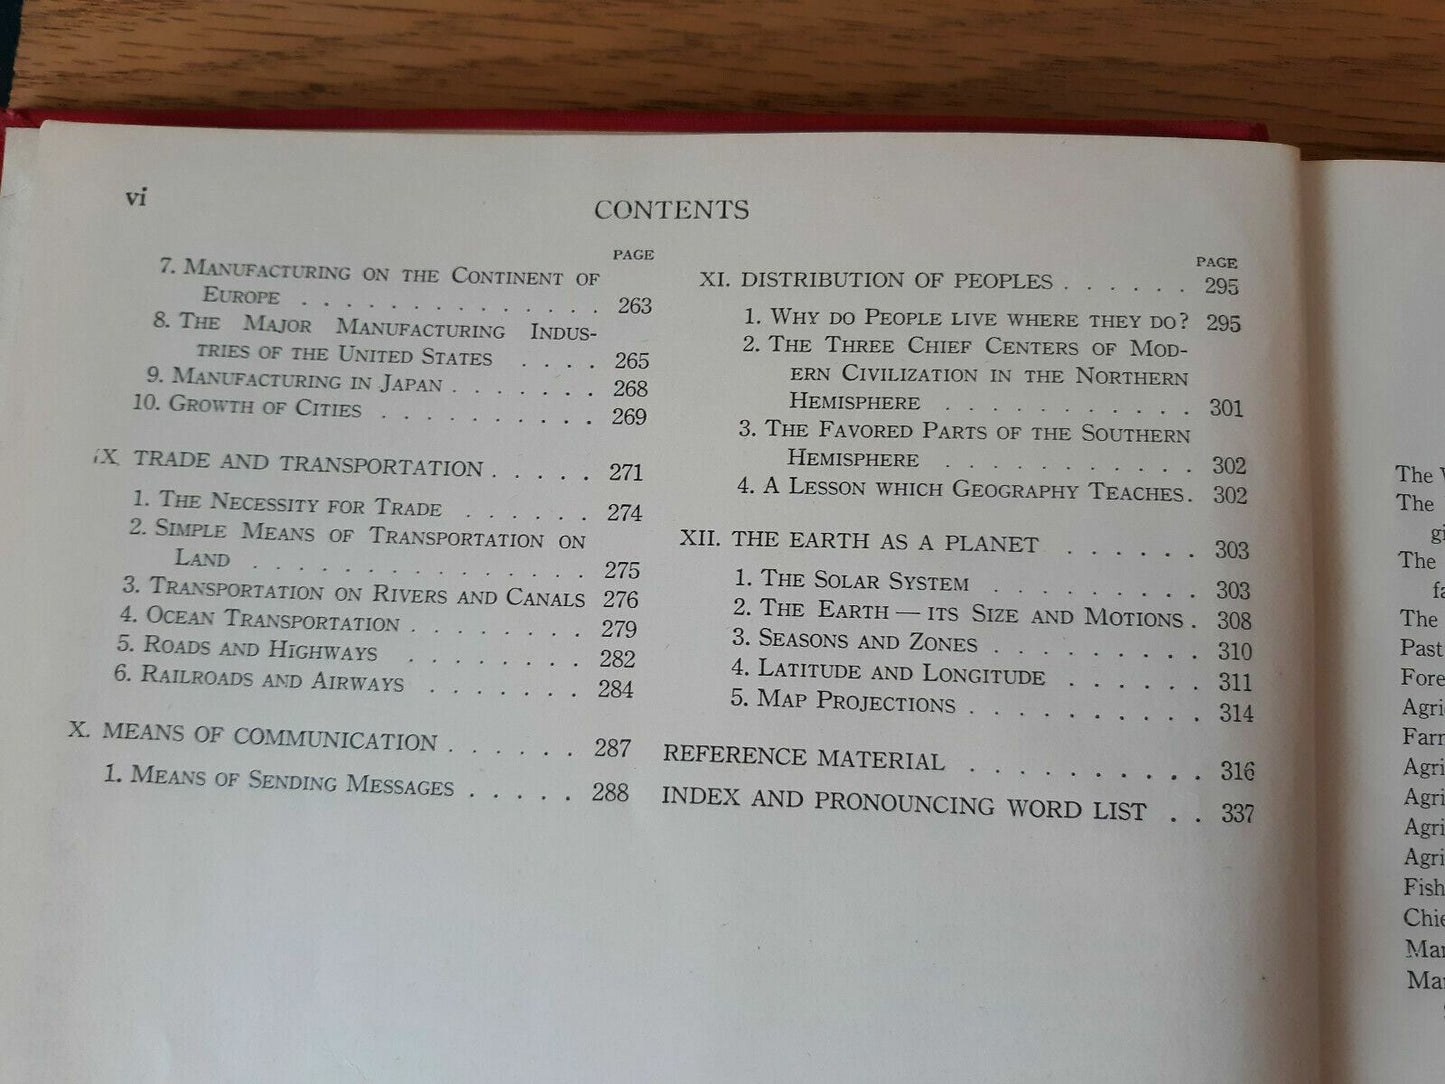 vi
CONTENTS
PAGE
7. Manufacturing on the Continent of
Europe . . . . . . . . . . . . . . 263
8. The Major Manufacturing Indus-
tries of the United States . . . . 265
9. Manufacturing in Japan . . . . . . 268
10. Growth of Cities . . . . . . . . . . 269
IX. TRADE AND TRANSPORTATION . . . . . 271
1. The Necessity for Trade . . . . . . 274
2. Simple Means of Transportation on
Land . . . . . . . . . . . . . . . 275
3. Transportation on Rivers and Canals 276
4. Ocean Transportation . . . . . . . . 279
5. Roads and Highways . . . . . . . . 282
6. Railroads and Airways . . . . . . . 284
X. MEANS OF COMMUNICATION . . . . . . 287
1. Means of Sending Messages . . . . . 288
PAGE
XI. DISTRIBUTION OF PEOPLES . . . . . . 295
1. Why do People live where they do? 295
2. The Three Chief Centers of Mod-
ern Civilization in the Northern
Hemisphere . . . . . . . . . . . 301
3. The Favored Parts of the Southern
Hemisphere . . . . . . . . . . . 302
4. A Lesson which Geography Teaches . 302
XII. THE EARTH AS A PLANET . . . . . . 303
1. The Solar System . . . . . . . . . 303
2. The Earth — its Size and Motions . 308
3. Seasons and Zones . . . . . . . . . 310
4. Latitude and Longitude . . . . . . 311
5. Map Projections . . . . . . . . . . 314
REFERENCE MATERIAL . . . . . . . . . . 316
INDEX AND PRONOUNCING WORD LIST . . 337
The
The
The
The
Past
Fore
Agri
Farm
Agri
Agri
Agri
Agri
Fish
Chie
Man
Man